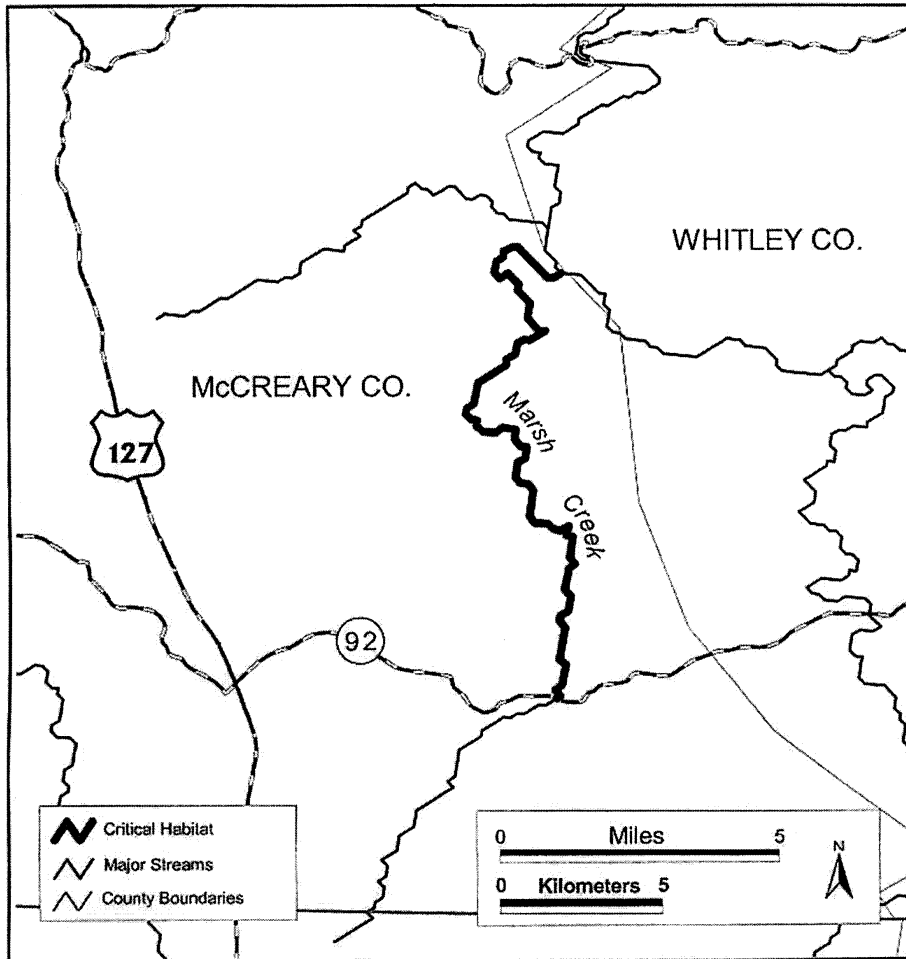 WHITLEY CO.
McCREARY CO.
Marsh
Creek
127
92
Critical Habitat
Major Streams
County Boundaries
0 Miles 5
0 Kilometers 5
N